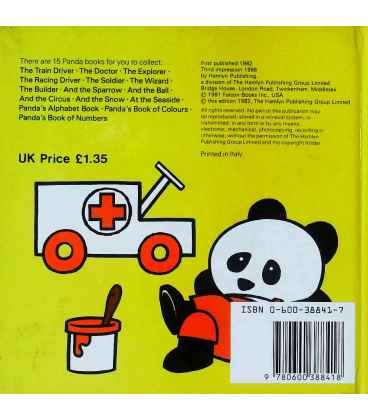 There are 15 Panda books for you to collect:
The Train Driver · The Doctor · The Explorer ·
The Racing Driver · The Soldier · The Wizard ·
The Builder · And the Sparrow · And the Ball ·
And the Circus · And the Snow · At the Seaside ·
Panda's Alphabet Book · Panda's Book of Colours ·
Panda's Book of Numbers
UK Price £1.35
First published 1982
Third impression 1986
by Hamlyn Publishing,
a division of The Hamlyn Publishing Group Limited
Bridge House, London Road, Twickenham, Middlesex
© 1981 Falcon Books Inc., USA
© this edition 1982, The Hamlyn Publishing Group Limited
All rights reserved. No part of this publication may
be reproduced, stored in a retrieval system, or
transmitted, in any form or by any means,
electronic, mechanical, photocopying, recording or
otherwise, without the permission of The Hamlyn
Publishing Group Limited and the copyright holder
Printed in Italy
ISBN 0-600-38841-7
9 780600 388418